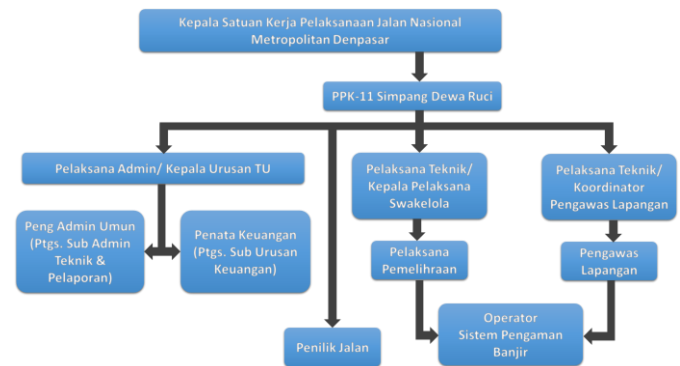 Kepala Satuan Kerja Pelaksanaan Jalan Nasional
Metropolitan Denpasar
PPK-11 Simpang Dewa Ruci
Pelaksana Admin/ Kepala Urusan TU
Pelaksana Teknik/
Kepala Pelaksana
Swakelola
Pelaksana Teknik/
Koordinator
Pengawas Lapangan
Peng Admin Umun
(Ptgs. Sub Admin
Teknik &
Pelaporan)
Penata Keuangan
(Ptgs. Sub Urusan
Keuangan)
Pelaksana
Pemelihraan
Pengawas
Lapangan
Penilik Jalan
Operator
Sistem Pengaman
Banjir